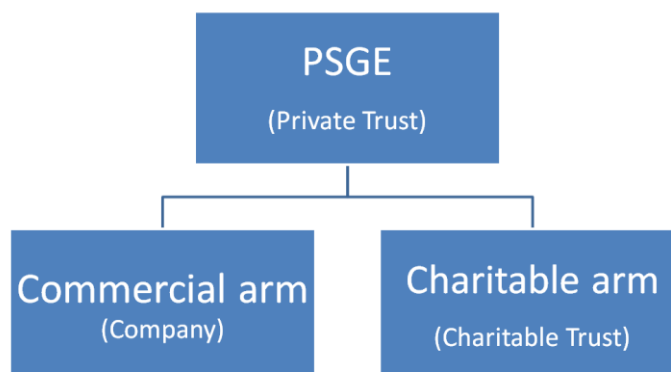 PSGE
(Private Trust)
Commercial arm
(Company)
Charitable arm
(Charitable Trust)